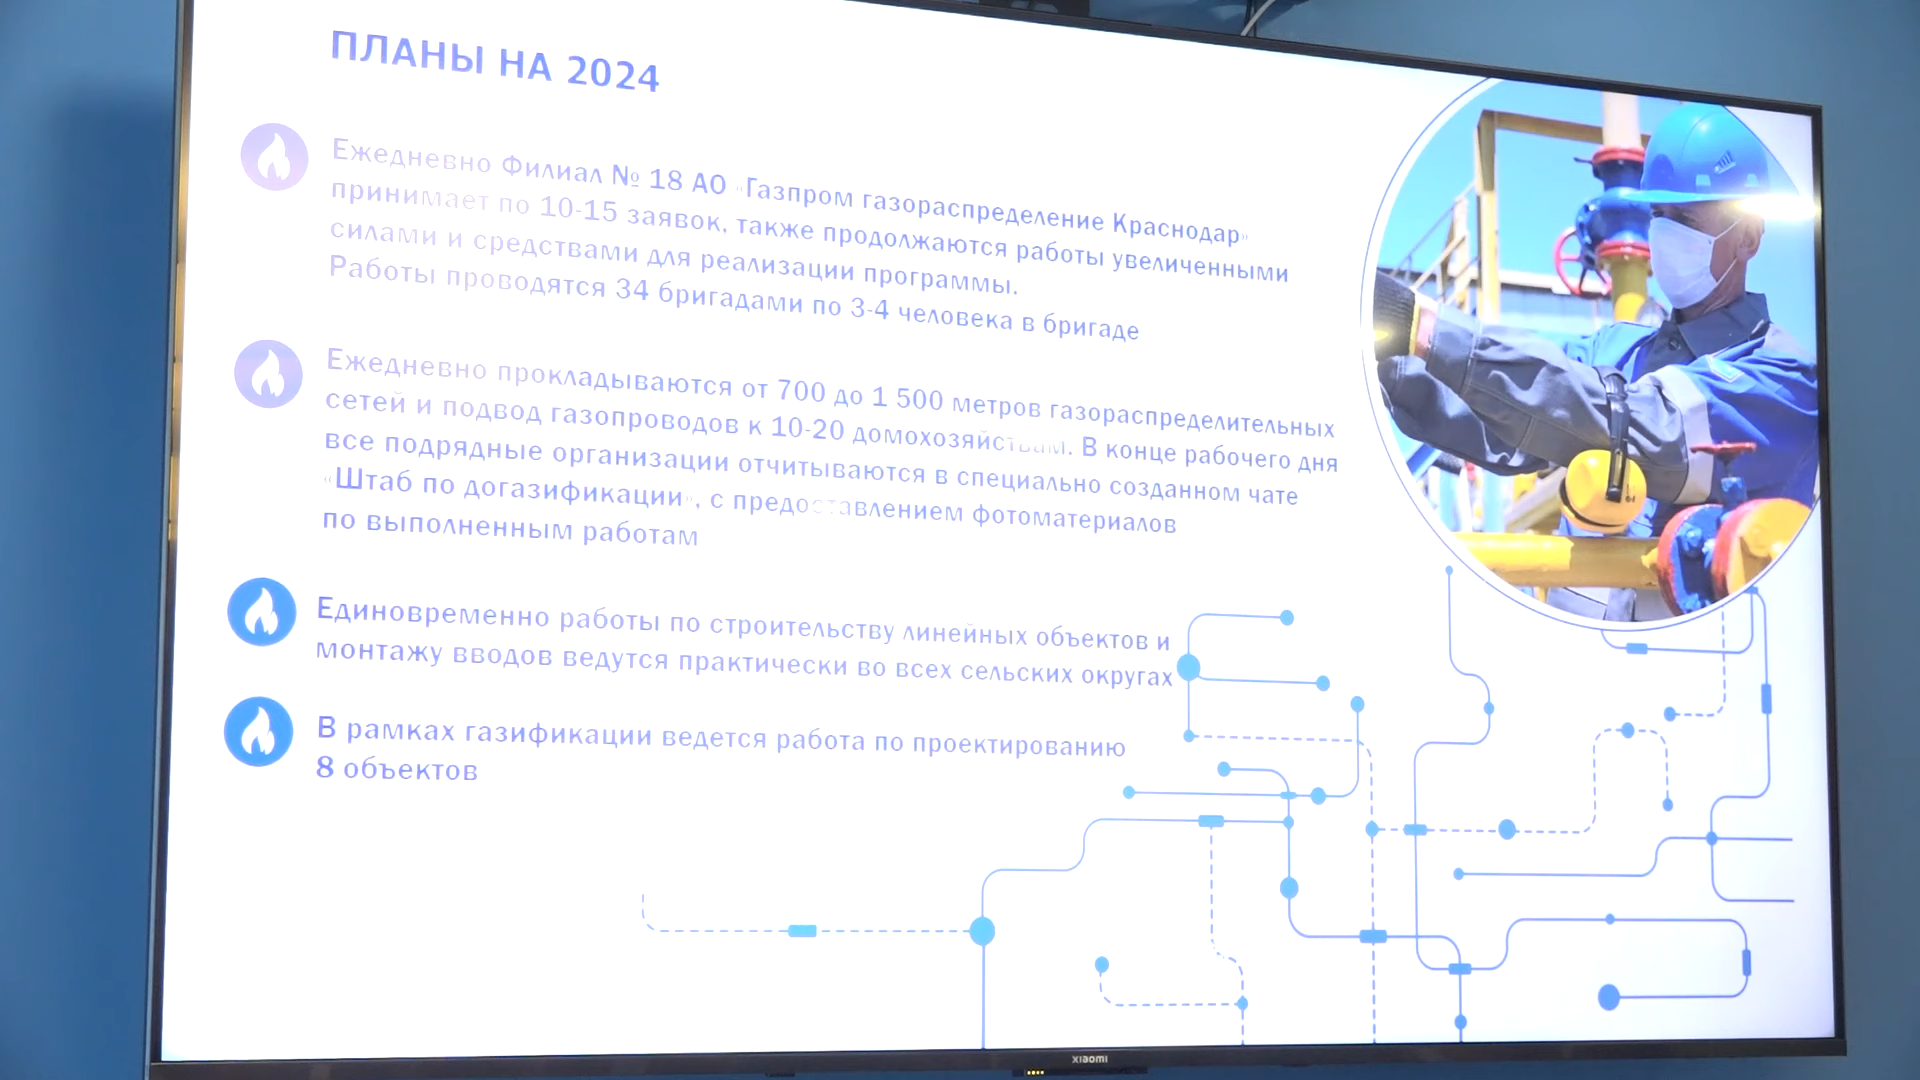 ПЛАНЫ НА 2024
Ежедневно Филиал № 18 АО «Газпром газораспределение Краснодар»
принимает по 10-15 заявок, также продолжаются работы увеличенными
силами и средствами для реализации программы.
Работы проводятся 34 бригадами по 3-4 человека в бригаде
Ежедневно прокладываются от 700 до 1 500 метров газораспределительных
сетей и подвод газопроводов к 10-20 домохозяйствам. В конце рабочего дня
все подрядные организации отчитываются в специально созданном чате
«Штаб по догазификации», с предоставлением фотоматериалов
по выполненным работам
Единовременно работы по строительству линейных объектов и
монтажу вводов ведутся практически во всех сельских округах
В рамках газификации ведется работа по проектированию
8 объектов
xiaomi